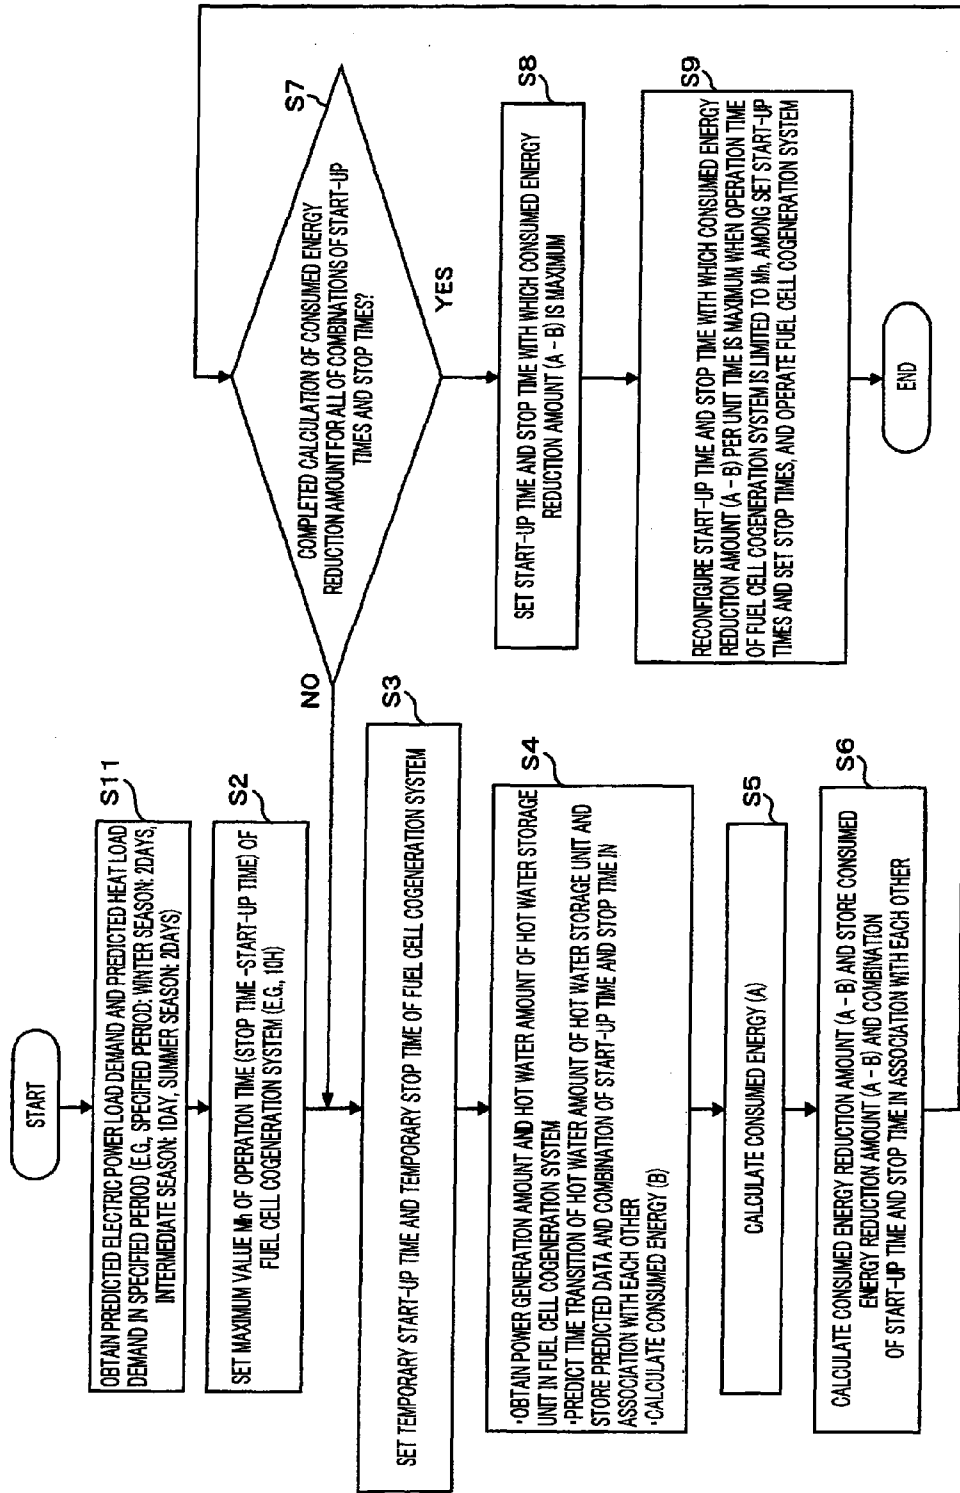 START
S11
OBTAIN PREDICTED ELECTRIC POWER LOAD DEMAND AND PREDICTED HEAT LOAD
DEMAND IN SPECIFIED PERIOD (E.G., SPECIFIED PERIOD: WINTER SEASON: 2DAYS,
INTERMEDIATE SEASON: 1DAY, SUMMER SEASON: 2DAYS)
S2
SET MAXIMUM VALUE Mh OF OPERATION TIME (STOP TIME -START-UP TIME) OF
FUEL CELL COGENERATION SYSTEM (E.G., 10H)
S3
SET TEMPORARY START-UP TIME AND TEMPORARY STOP TIME OF FUEL CELL COGENERATION SYSTEM
S4
•OBTAIN POWER GENERATION AMOUNT AND HOT WATER AMOUNT OF HOT WATER STORAGE
UNIT IN FUEL CELL COGENERATION SYSTEM
•PREDICT TIME TRANSITION OF HOT WATER AMOUNT OF HOT WATER STORAGE UNIT AND
STORE PREDICTED DATA AND COMBINATION OF START-UP TIME AND STOP TIME IN
ASSOCIATION WITH EACH OTHER
•CALCULATE CONSUMED ENERGY (B)
S5
CALCULATE CONSUMED ENERGY (A)
S6
CALCULATE CONSUMED ENERGY REDUCTION AMOUNT (A - B) AND STORE CONSUMED
ENERGY REDUCTION AMOUNT (A - B) AND COMBINATION
OF START-UP TIME AND STOP TIME IN ASSOCIATION WITH EACH OTHER
S7
COMPLETED CALCULATION OF CONSUMED ENERGY
REDUCTION AMOUNT FOR ALL OF COMBINATIONS OF START-UP
TIMES AND STOP TIMES?
NO
YES
S8
SET START-UP TIME AND STOP TIME WITH WHICH CONSUMED ENERGY
REDUCTION AMOUNT (A - B) IS MAXIMUM
S9
RECONFIGURE START-UP TIME AND STOP TIME WITH WHICH CONSUMED ENERGY
REDUCTION AMOUNT (A - B) PER UNIT TIME IS MAXIMUM WHEN OPERATION TIME
OF FUEL CELL COGENERATION SYSTEM IS LIMITED TO Mh, AMONG SET START-UP
TIMES AND SET STOP TIMES, AND OPERATE FUEL CELL COGENERATION SYSTEM
END